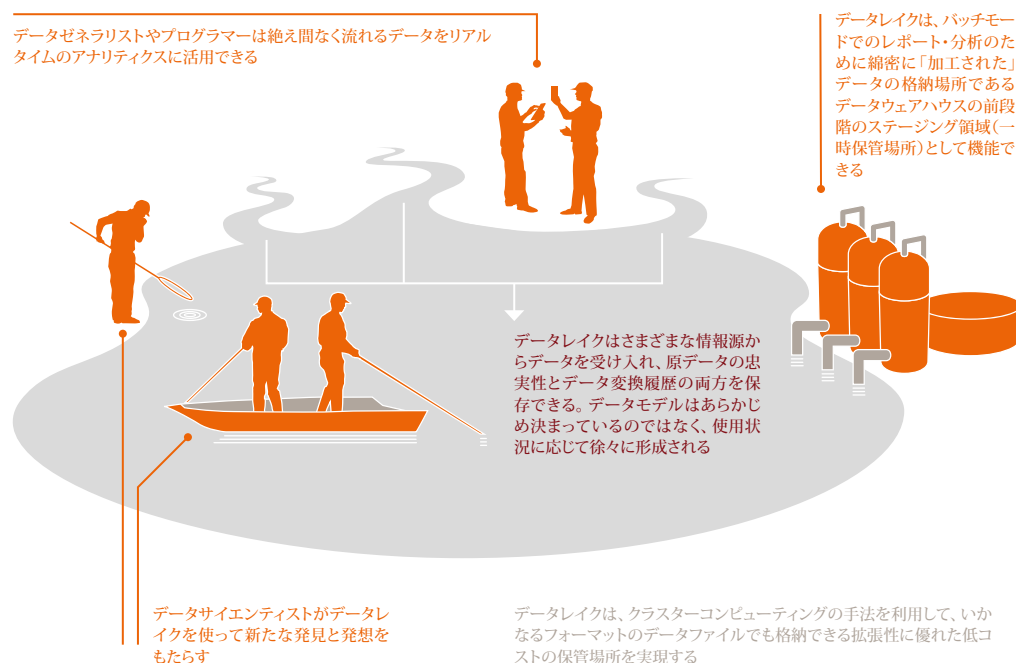 データゼネラリストやプログラマーは絶え間なく流れるデータをリアル
タイムのアナリティクスに活用できる
データレイクは、バッチモー
ドでのレポート・分析のた
めに綿密に「加工された」
データの格納場所である
データウェアハウスの前段
階のステージング領域（一
時保管場所）として機能で
きる
データレイクはさまざまな情報源か
らデータを受け入れ、原データの忠
実性とデータ変換履歴の両方を保
存できる。データモデルはあらかじ
め決まっているのではなく、使用状
況に応じて徐々に形成される
データサイエンティストがデータレ
イクを使って新たな発見と発想を
もたらす
データレイクは、クラスターコンピューティングの手法を利用して、いか
なるフォーマットのデータファイルでも格納できる拡張性に優れた低コ
ストの保管場所を実現する